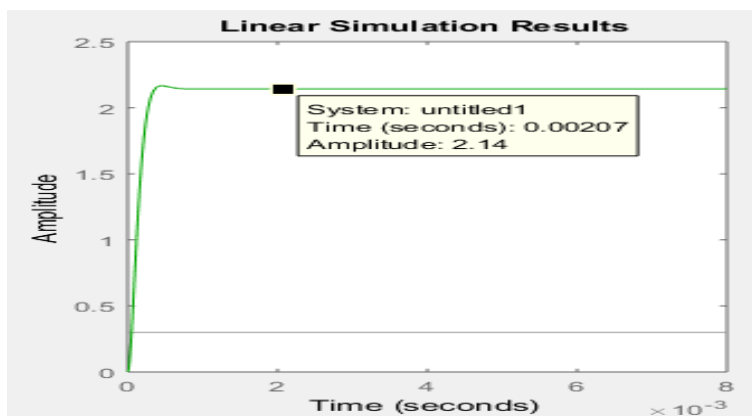 Linear Simulation Results
2.5
2
1.5
1
0.5
0
Amplitude
System: untitled1
Time (seconds): 0.00207
Amplitude: 2.14
0 2 4 6 8
Time (seconds)
× 10⁻³